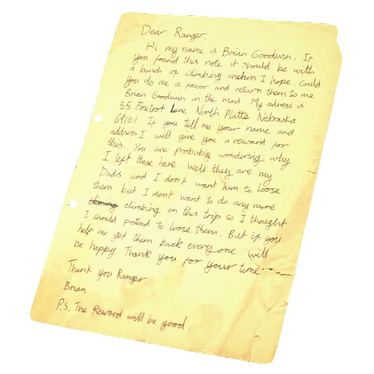 Dear Ranger.
Hi my name is Brian Goodwin. If
you found this note it should be with
a bunch of climbing anchors I hope. Could
you do me a favor and return them to me
Brian Goodwin in the mail. My adress is
55 Foxtrot Lane North Platte Nebraska
69101 If you tell me your name and
address I will give you a reward for
this. You are probably wondering why
I left these here. Well they are my
Dads and I don't want him to loose
them but I dont want to do any more
climbing on this trip so I thought
I should pretend to loose them. But if you
help me get them back everyone will
be happy. Thank you for your time
Thank you Ranger
Brian
P.S. The Reward will be good